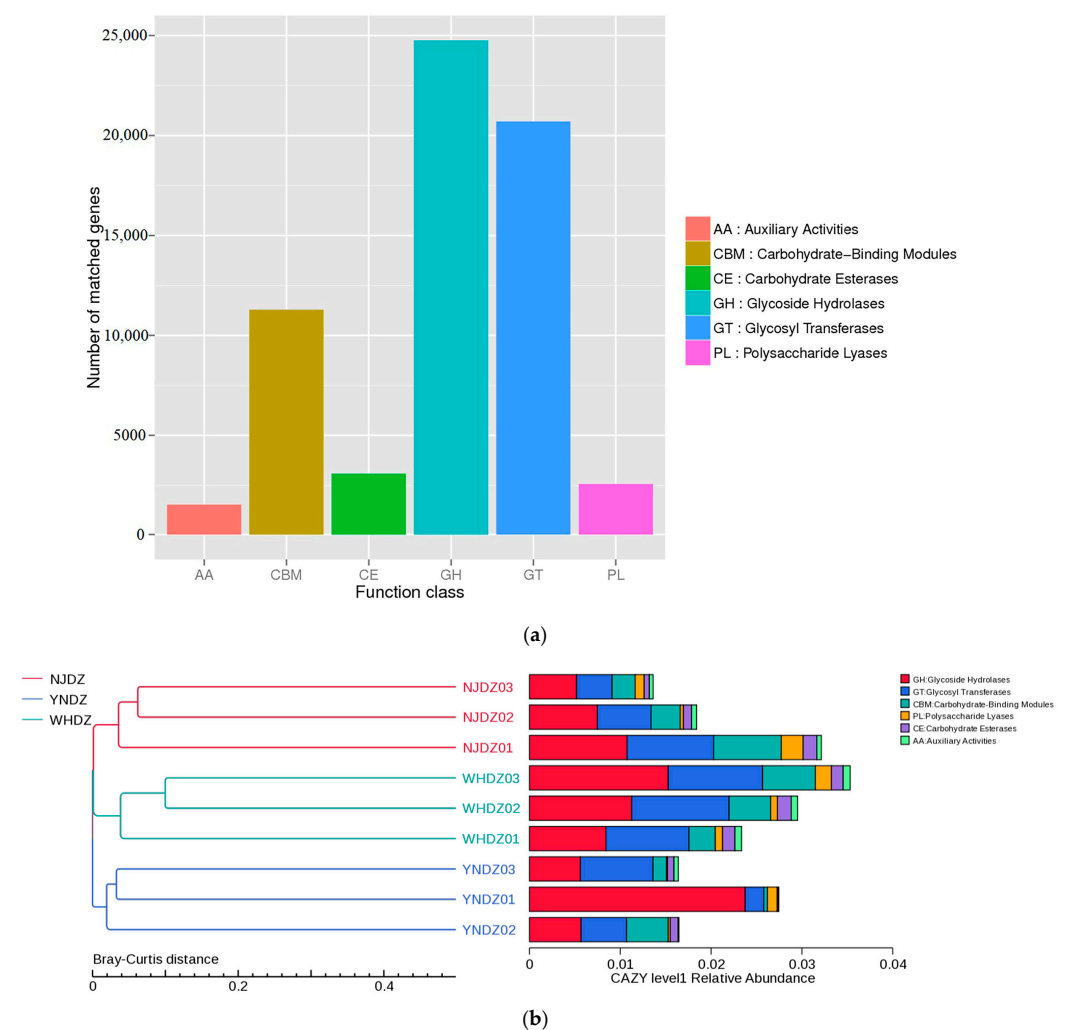 25,000
20,000
15,000
10,000
5000
0
Number of matched genes
AA CBM CE GH GT PL
Function class
AA : Auxiliary Activities
CBM : Carbohydrate−Binding Modules
CE : Carbohydrate Esterases
GH : Glycoside Hydrolases
GT : Glycosyl Transferases
PL : Polysaccharide Lyases
(a)
NJDZ
YNDZ
WHDZ
NJDZ03
NJDZ02
NJDZ01
WHDZ03
WHDZ02
WHDZ01
YNDZ03
YNDZ01
YNDZ02
Bray-Curtis distance
0 0.2 0.4
0 0.01 0.02 0.03 0.04
CAZY level1 Relative Abundance
GH:Glycoside Hydrolases
GT:Glycosyl Transferases
CBM:Carbohydrate-Binding Modules
PL:Polysaccharide Lyases
CE:Carbohydrate Esterases
AA:Auxiliary Activities
(b)